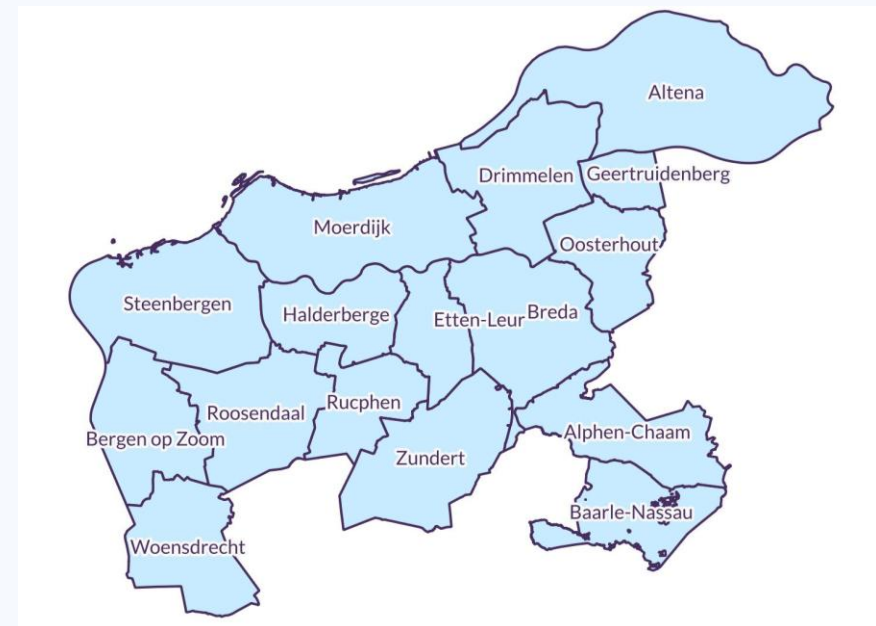 Altena
Drimmelen
Geertruidenberg
Moerdijk
Oosterhout
Steenbergen
Halderberge
Etten-Leur
Breda
Rucphen
Roosendaal
Bergen op Zoom
Alphen-Chaam
Zundert
Baarle-Nassau
Woensdrecht